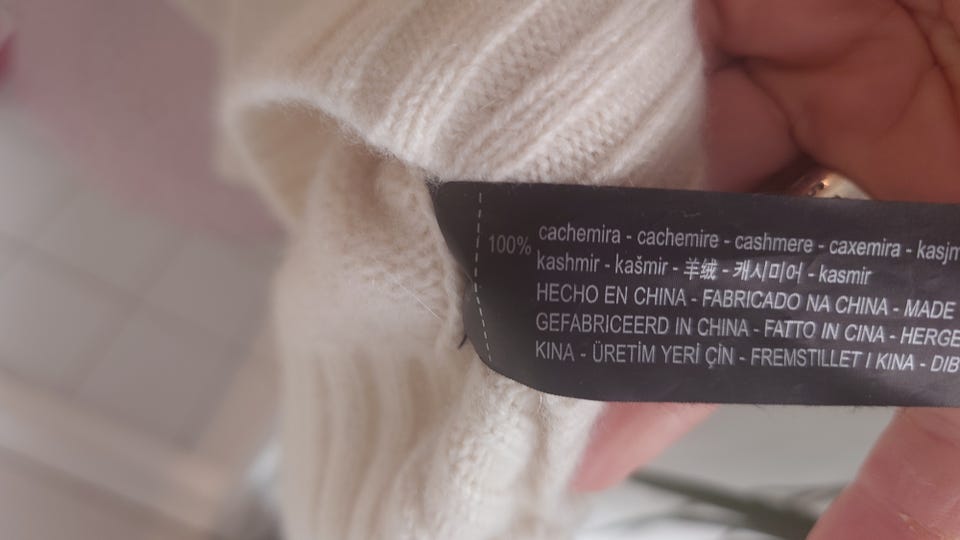 100% cachemira - cachemire - cashmere - caxemira - kasjm
kashmir - kašmir - 羊绒 - 캐시미어 - kasmir
HECHO EN CHINA - FABRICADO NA CHINA - MADE
GEFABRICEERD IN CHINA - FATTO IN CINA - HERGE
KINA - ÜRETİM YERİ ÇİN - FREMSTILLET I KINA - DIB